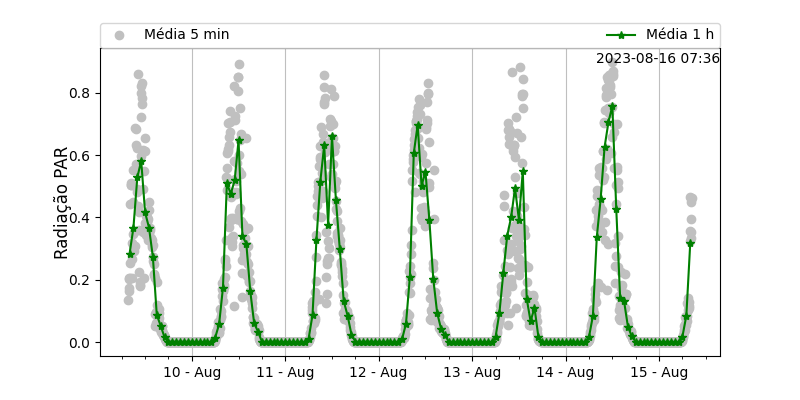 Média 5 min
Média 1 h
2023-08-16 07:36
Radiação PAR
0.8
0.6
0.4
0.2
0.0
10 - Aug
11 - Aug
12 - Aug
13 - Aug
14 - Aug
15 - Aug